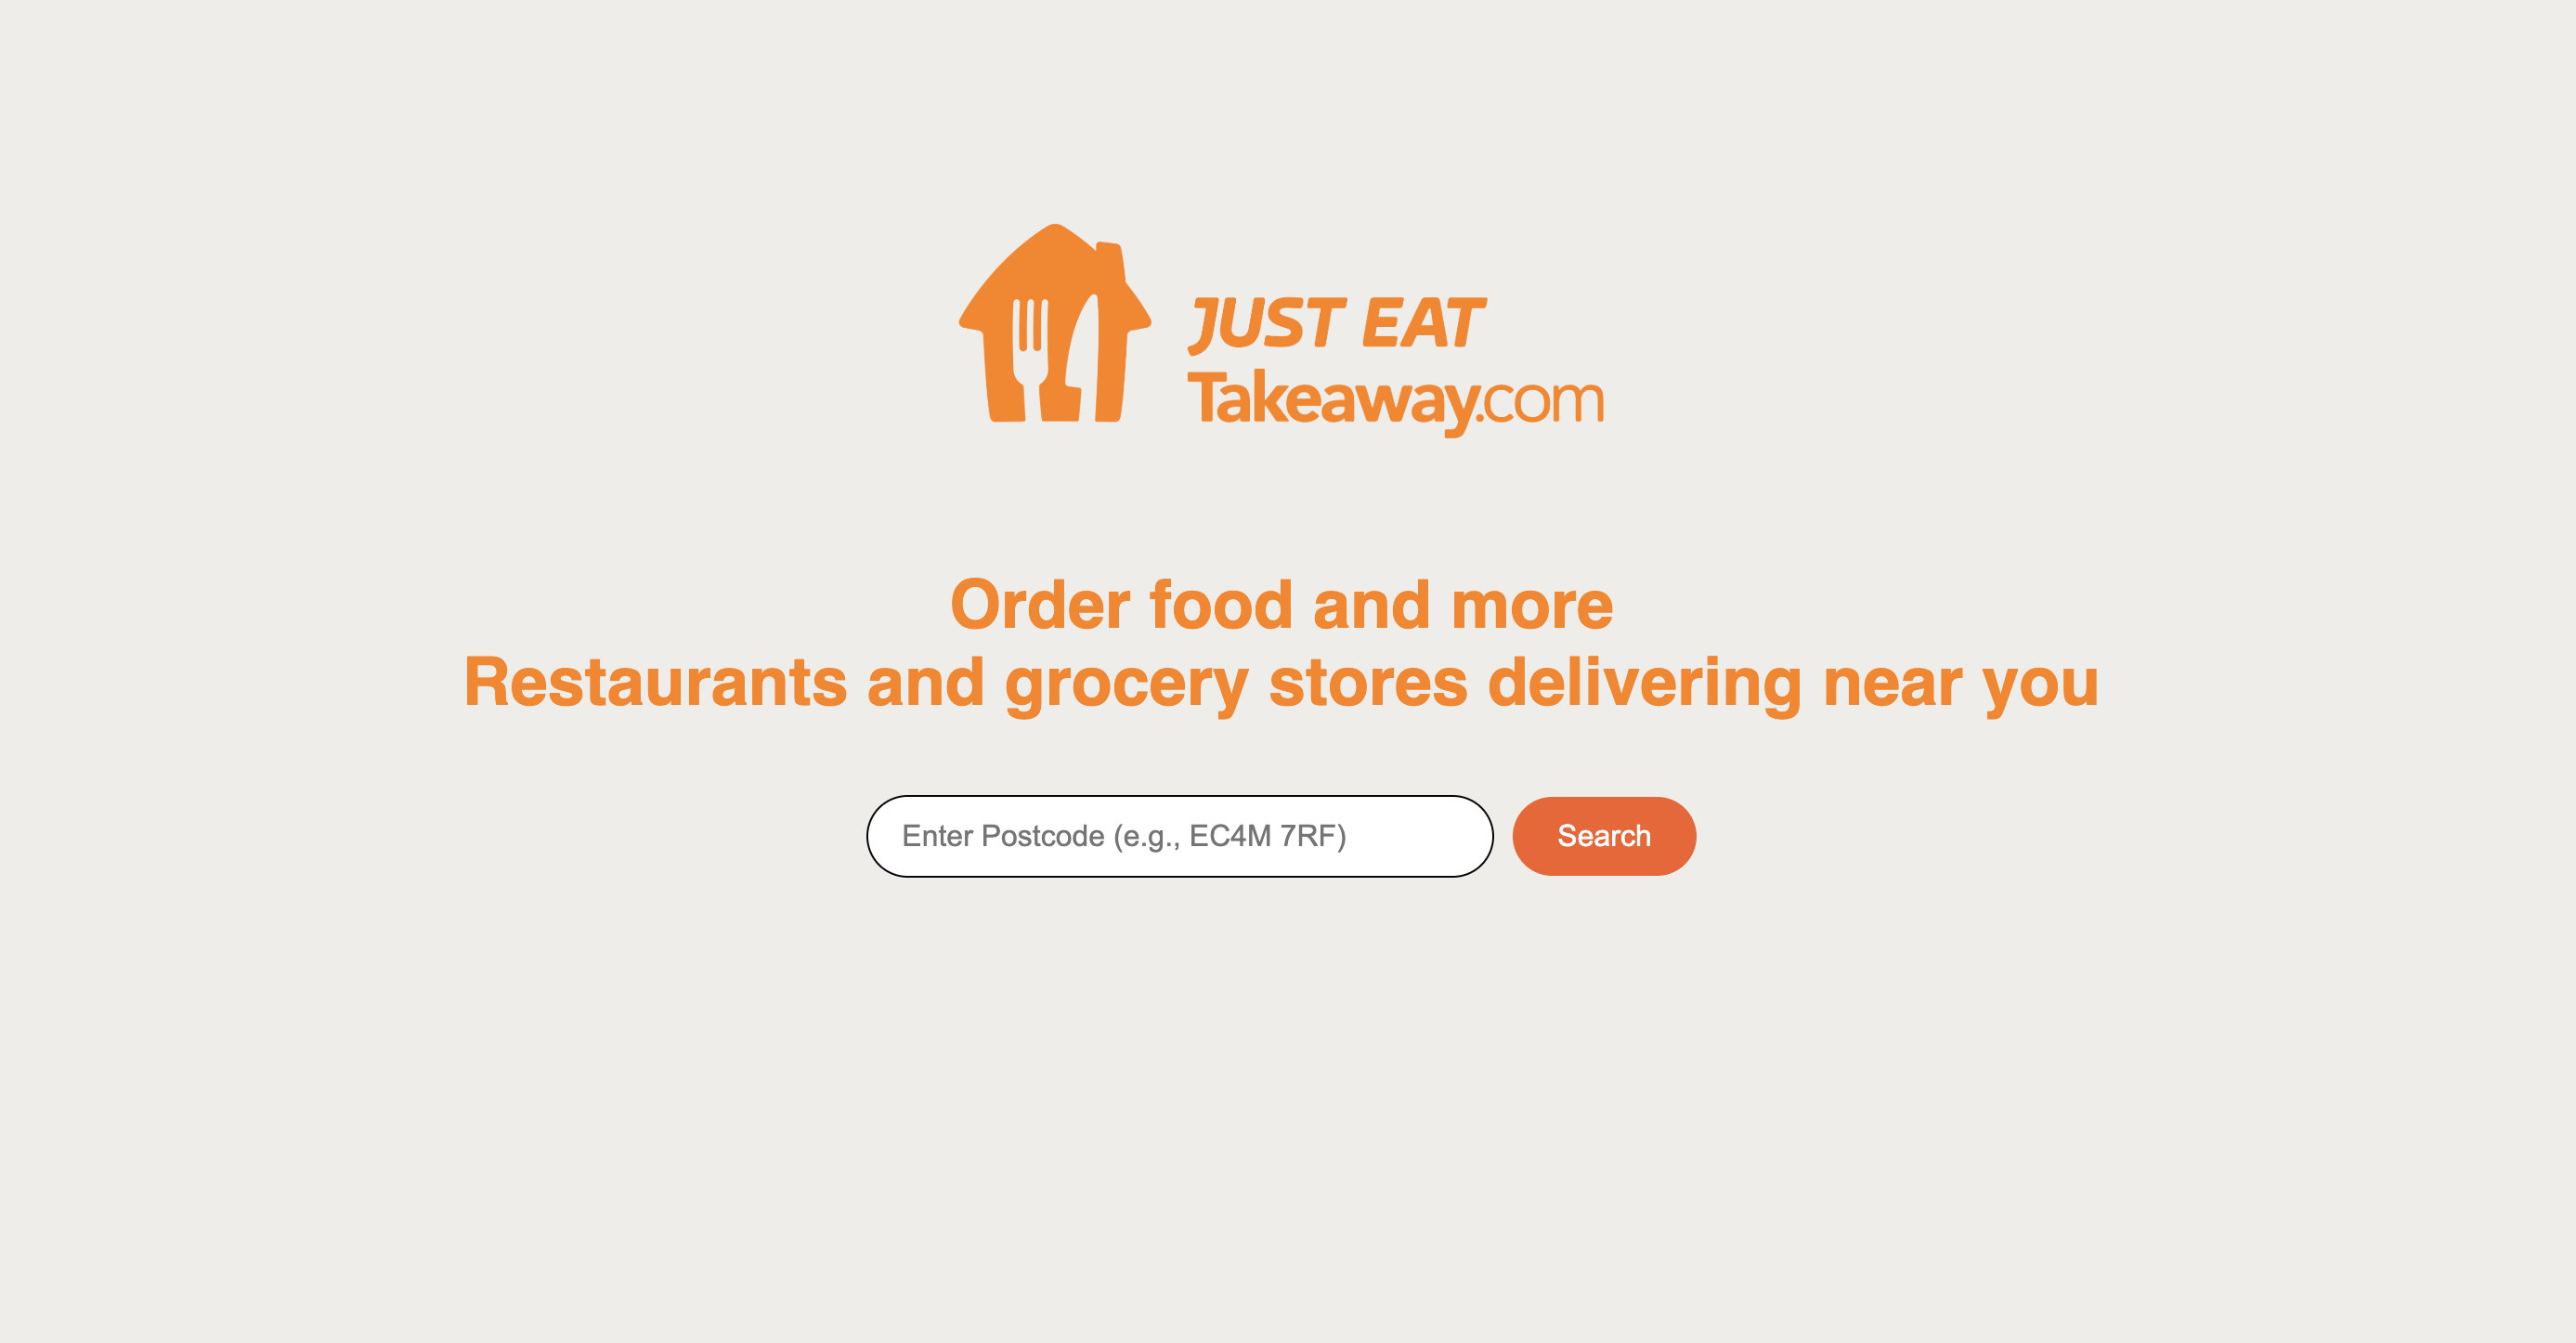 JUST EAT
Takeaway.com
Order food and more
Restaurants and grocery stores delivering near you
Enter Postcode (e.g., EC4M 7RF)
Search